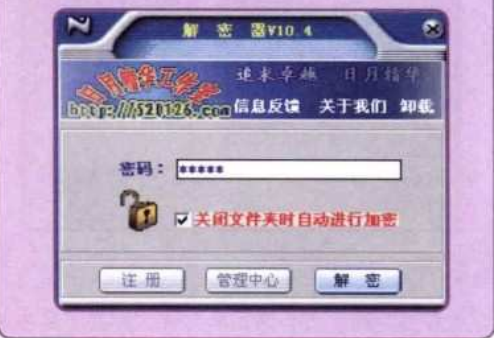 解 密 器V10.4
日月精华工作室
追求卓越 日月精华
http://520126.com
信息反馈 关于我们 卸载
密码： *****
关闭文件夹时自动进行加密
注 册 管理中心 解 密